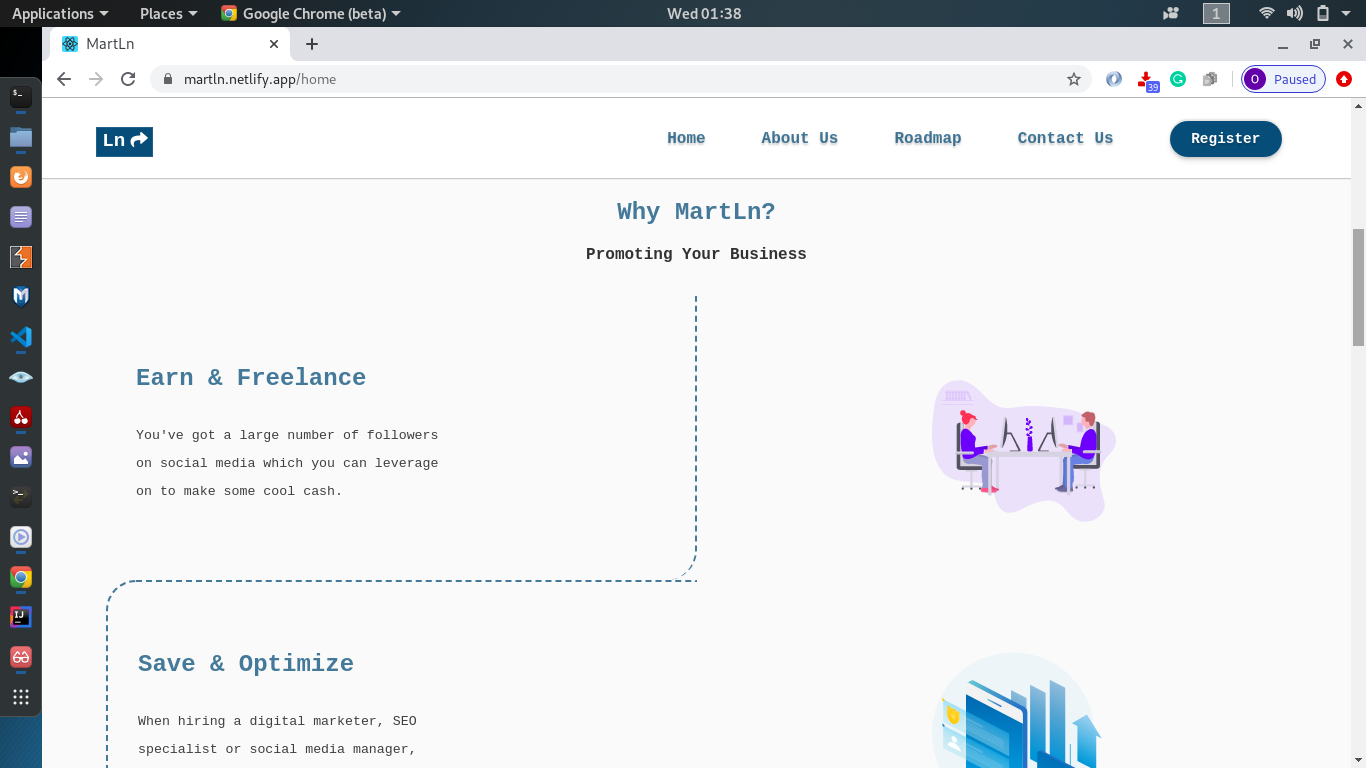 Applications Places Google Chrome (beta) Wed 01:38 1
MartLn
martln.netlify.app/home 39 O Paused
Ln Home About Us Roadmap Contact Us Register
Why MartLn?
Promoting Your Business
Earn & Freelance
You've got a large number of followers
on social media which you can leverage
on to make some cool cash.
Save & Optimize
When hiring a digital marketer, SEO
specialist or social media manager,